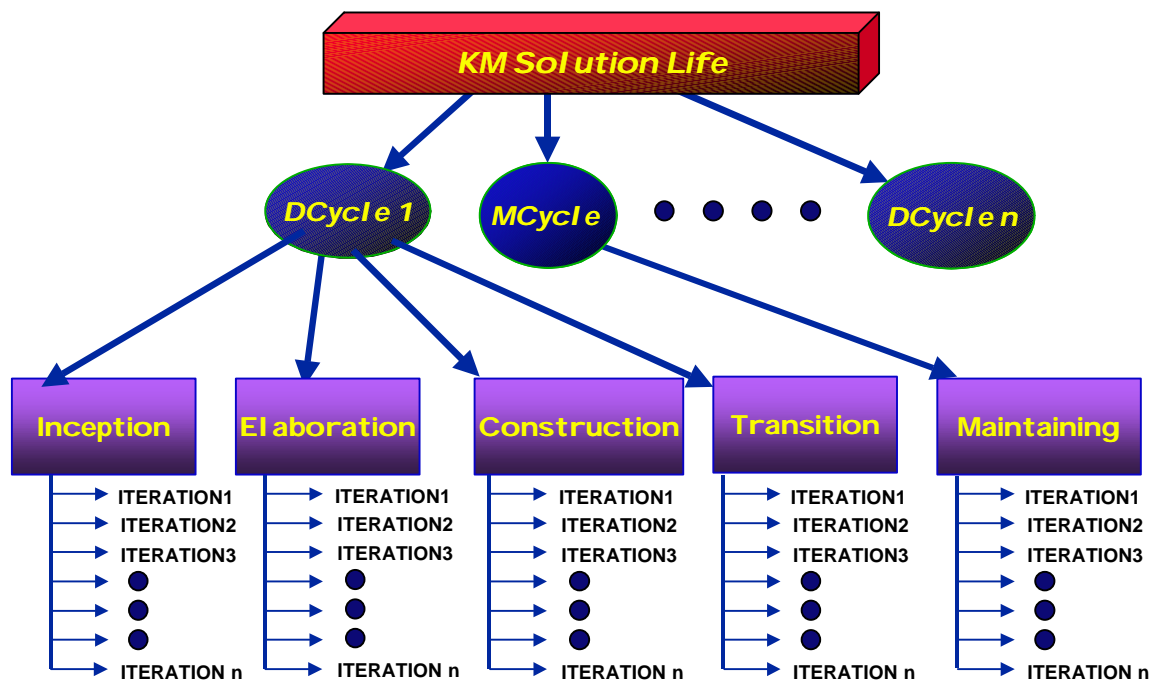 KM Solution Life
DCycle 1
MCycle
DCycle n
Inception
Elaboration
Construction
Transition
Maintaining
ITERATION1
ITERATION2
ITERATION3
ITERATION n
ITERATION1
ITERATION2
ITERATION3
ITERATION n
ITERATION1
ITERATION2
ITERATION3
ITERATION n
ITERATION1
ITERATION2
ITERATION3
ITERATION n
ITERATION1
ITERATION2
ITERATION3
ITERATION n